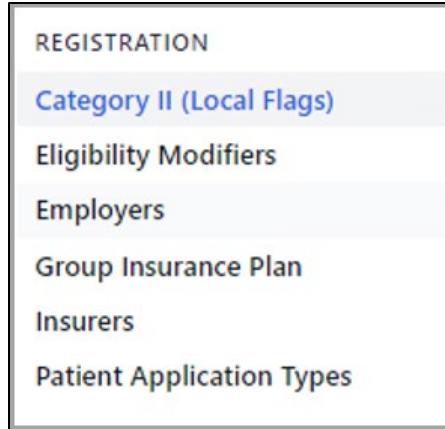 REGISTRATION
Category II (Local Flags)
Eligibility Modifiers
Employers
Group Insurance Plan
Insurers
Patient Application Types